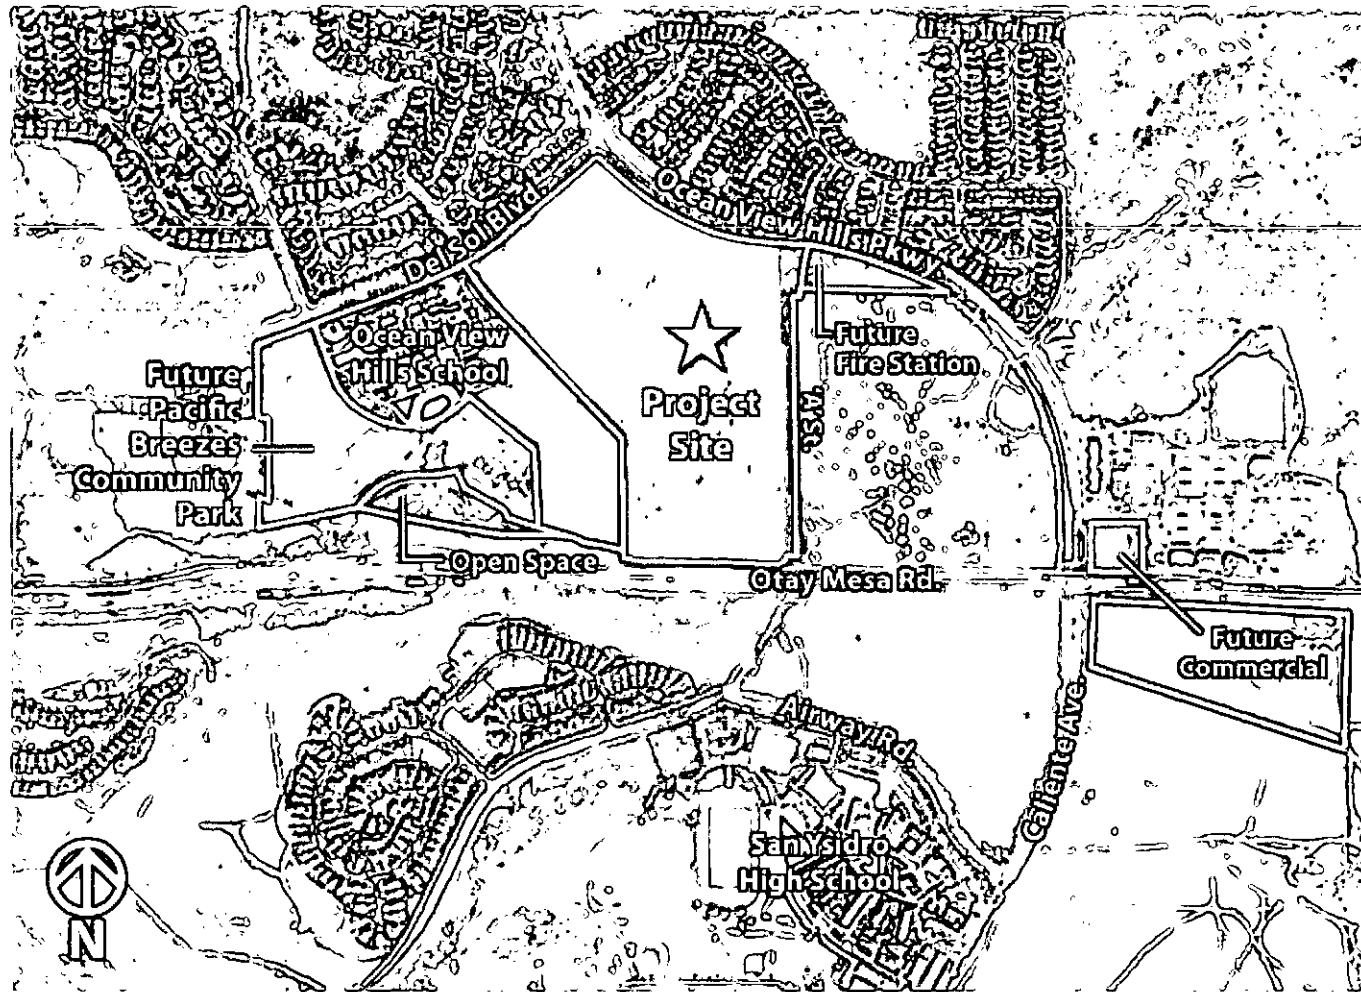 Ocean View Hills Pkwy
Del Sol Blvd
Ocean View
Hills School
Future
Fire Station
Future
Pacific
Breezes
Community
Park
Project
Site
'A' St.
Open Space
Otay Mesa Rd.
Future
Commercial
Airway Rd.
Caliente Ave.
San Ysidro
High School
N